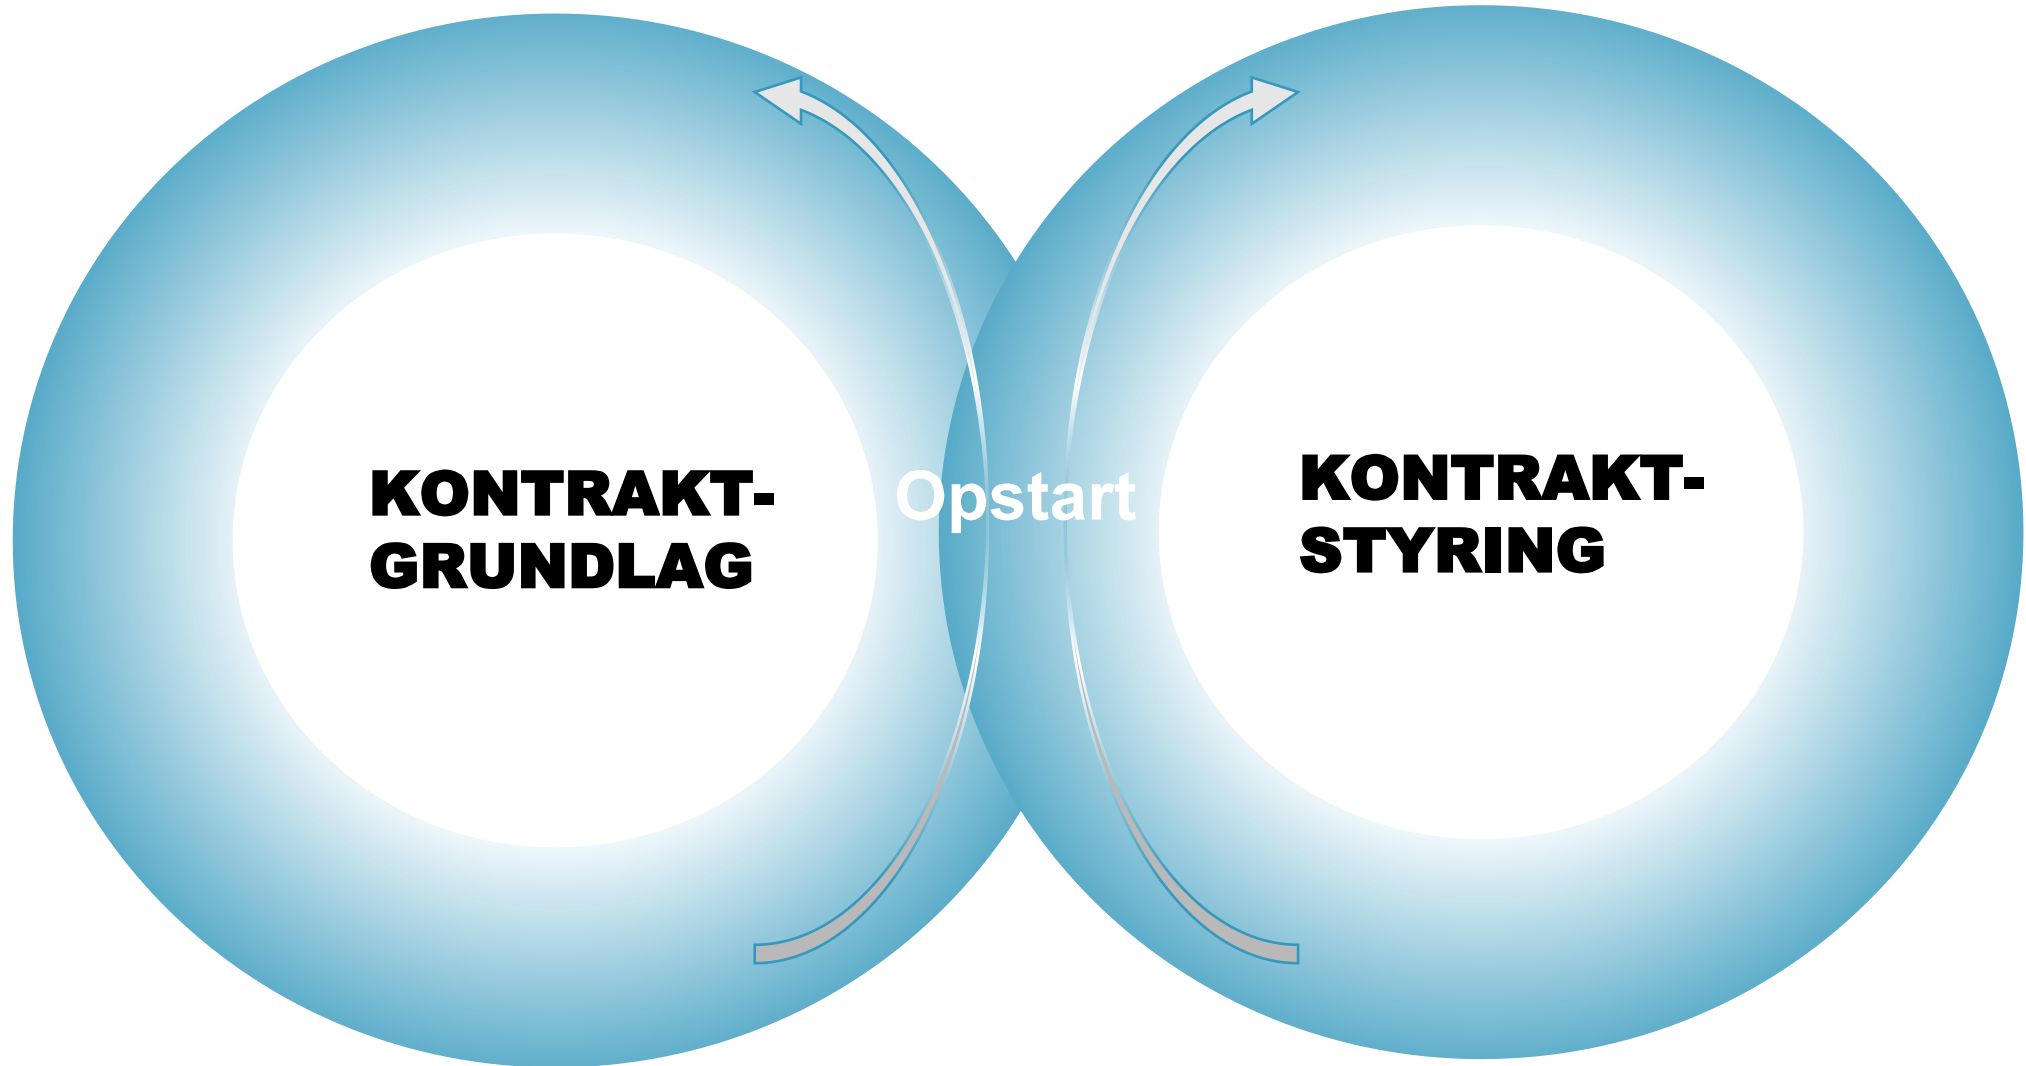 KONTRAKT-
GRUNDLAG
Opstart
KONTRAKT-
STYRING